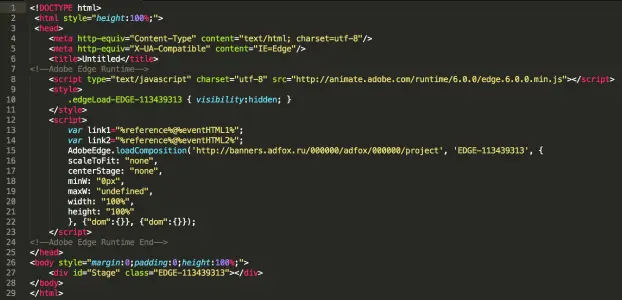 1 <!DOCTYPE html>
2 <html style="height:100%;">
3 <head>
4 <meta http-equiv="Content-Type" content="text/html; charset=utf-8"/>
5 <meta http-equiv="X-UA-Compatible" content="IE=Edge"/>
6 <title>Untitled</title>
7 <!--Adobe Edge Runtime-->
8 <script type="text/javascript" charset="utf-8" src="http://animate.adobe.com/runtime/6.0.0/edge.6.0.0.min.js"></script>
9 <style>
10 .edgeLoad-EDGE-113439313 { visibility:hidden; }
11 </style>
12 <script>
13 var link1="%reference%@%eventHTML1%";
14 var link2="%reference%@%eventHTML2%";
15 AdobeEdge.loadComposition('http://banners.adfox.ru/000000/adfox/000000/project', 'EDGE-113439313', {
16 scaleToFit: "none",
17 centerStage: "none",
18 minW: "0px",
19 maxW: "undefined",
20 width: "100%",
21 height: "100%"
22 }, {"dom":{}}, {"dom":{}});
23 </script>
24 <!--Adobe Edge Runtime End-->
25 </head>
26 <body style="margin:0;padding:0;height:100%;">
27 <div id="Stage" class="EDGE-113439313"></div>
28 </body>
29 </html>